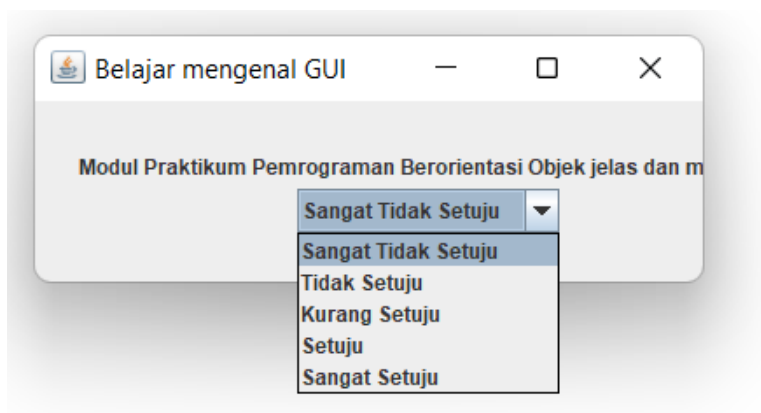 Belajar mengenal GUI
Modul Praktikum Pemrograman Berorientasi Objek jelas dan m
Sangat Tidak Setuju
Sangat Tidak Setuju
Tidak Setuju
Kurang Setuju
Setuju
Sangat Setuju